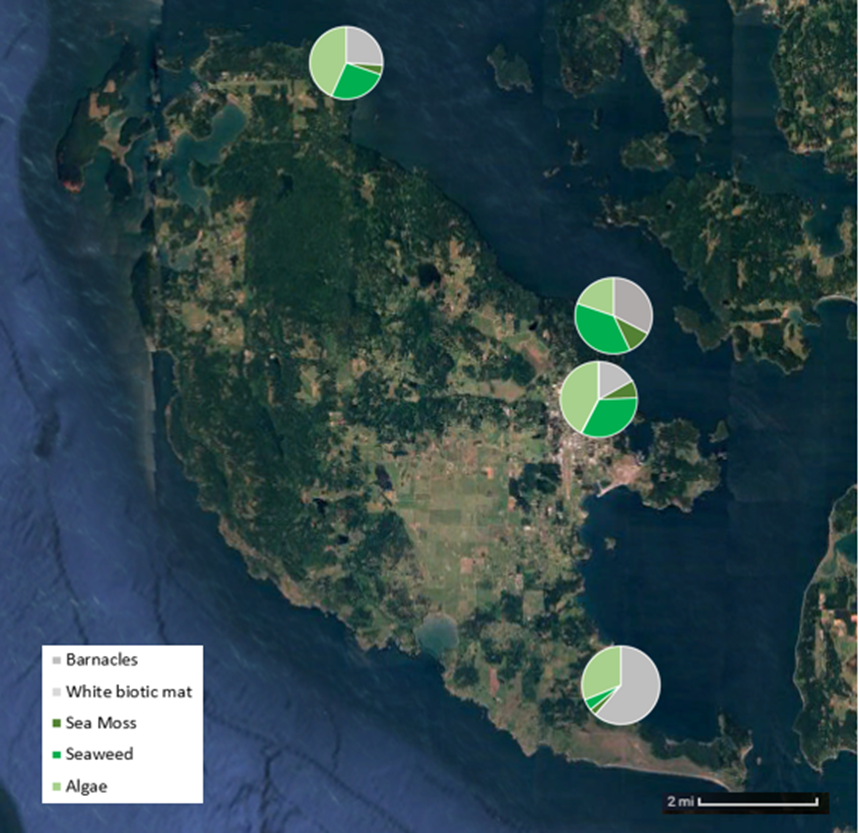 Barnacles
White biotic mat
Sea Moss
Seaweed
Algae
2 mi